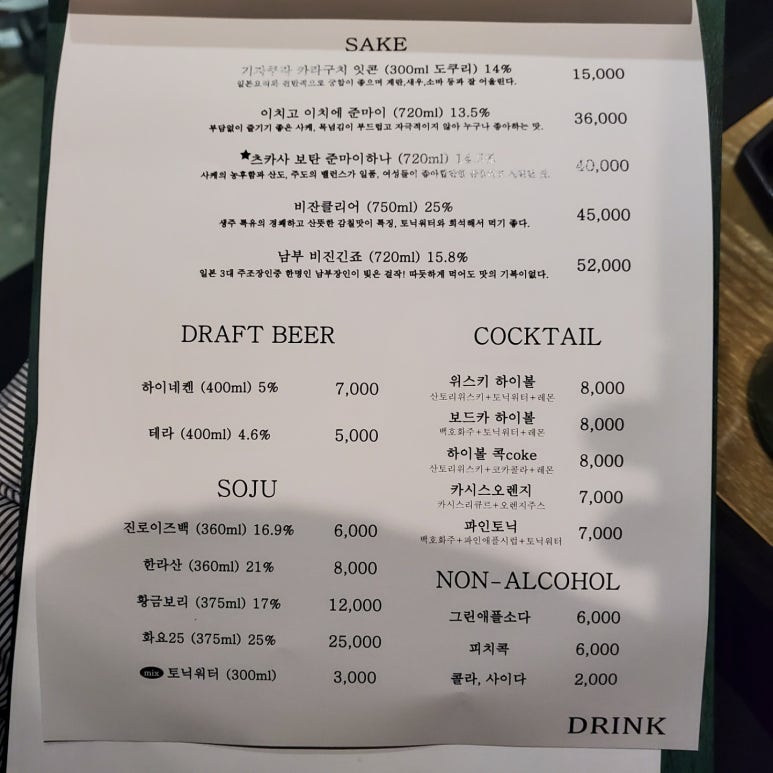 SAKE
카라구치 잇콘 (300ml 도쿠리) 14% 15,000
일본요리와 전반적으로 궁합이 좋으며 계란,새우,소바 등과 잘 어울린다.
이치고 이치에 준마이 (720ml) 13.5% 36,000
부담없이 즐기기 좋은 사케, 목넘김이 부드럽고 자극적이지 않아 누구나 좋아하는 맛.
★츠카사 보탄 준마이하나 (720ml) 40,000
사케의 농후함과 산도, 주도의 밸런스가 일품, 여성들이
비잔클리어 (750ml) 25% 45,000
생주 특유의 경쾌하고 산뜻한 감칠맛이 특징, 토닉워터와 희석해서 먹기 좋다.
남부 비진긴죠 (720ml) 15.8% 52,000
일본 3대 주조장인중 한명인 남부장인이 빚은 걸작! 따듯하게 먹어도 맛의 기복이없다.
DRAFT BEER
하이네켄 (400ml) 5% 7,000
테라 (400ml) 4.6% 5,000
SOJU
진로이즈백 (360ml) 16.9% 6,000
한라산 (360ml) 21% 8,000
황금보리 (375ml) 17% 12,000
화요25 (375ml) 25% 25,000
mix 토닉워터 (300ml) 3,000
COCKTAIL
위스키 하이볼 8,000
산토리위스키+토닉워터+레몬
보드카 하이볼 8,000
백호화주+토닉워터+레몬
하이볼 콕coke 8,000
산토리위스키+코카콜라+레몬
카시스오렌지 7,000
카시스리큐르+오렌지주스
파인토닉 7,000
백호화주+파인애플시럽+토닉워터
NON-ALCOHOL
그린애플소다 6,000
피치콕 6,000
콜라, 사이다 2,000
DRINK